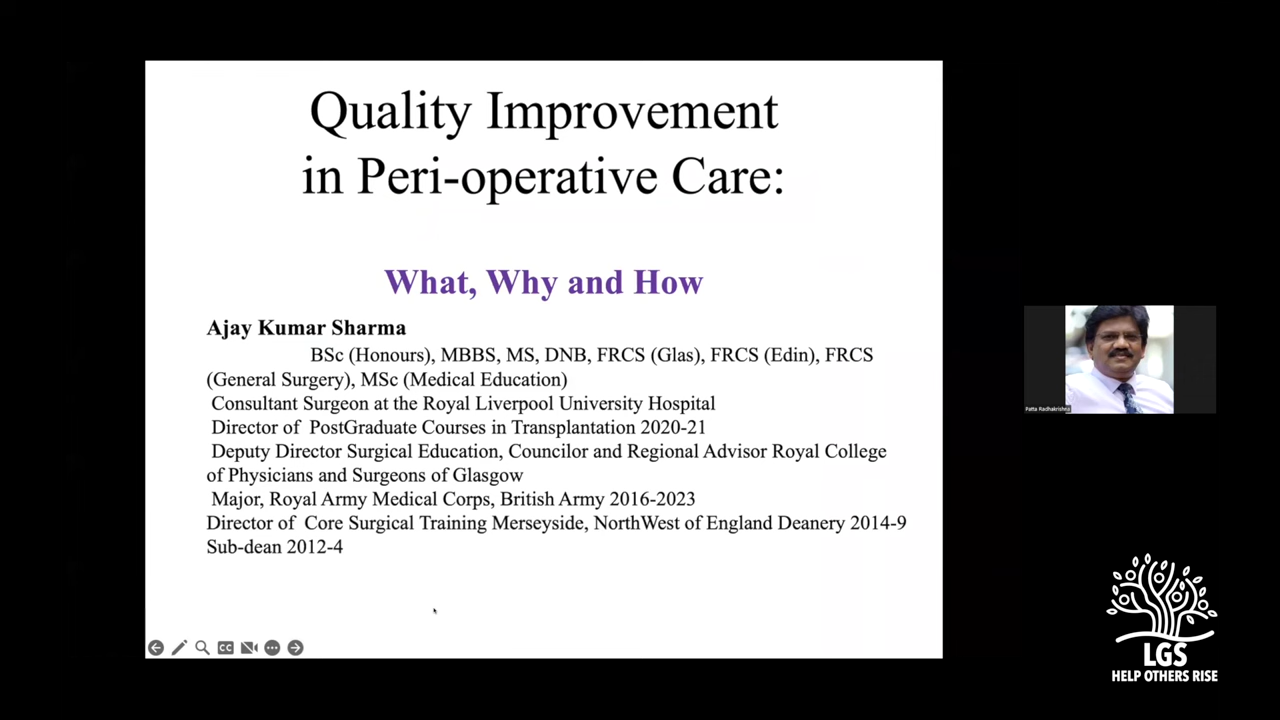 Quality Improvement
in Peri-operative Care:
What, Why and How
Ajay Kumar Sharma
BSc (Honours), MBBS, MS, DNB, FRCS (Glas), FRCS (Edin), FRCS
(General Surgery), MSc (Medical Education)
Consultant Surgeon at the Royal Liverpool University Hospital
Director of PostGraduate Courses in Transplantation 2020-21
Deputy Director Surgical Education, Councilor and Regional Advisor Royal College
of Physicians and Surgeons of Glasgow
Major, Royal Army Medical Corps, British Army 2016-2023
Director of Core Surgical Training Merseyside, NorthWest of England Deanery 2014-9
Sub-dean 2012-4
CC
Patta Radhakrishna
LGS
HELP OTHERS RISE